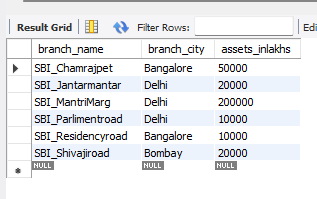 Result Grid Filter Rows: Edi
branch_name branch_city assets_inlakhs
SBI_Chamrajpet Bangalore 50000
SBI_Jantarmantar Delhi 20000
SBI_MantriMarg Delhi 200000
SBI_Parlimentroad Delhi 10000
SBI_Residencyroad Bangalore 10000
SBI_Shivajiroad Bombay 20000
NULL NULL NULL